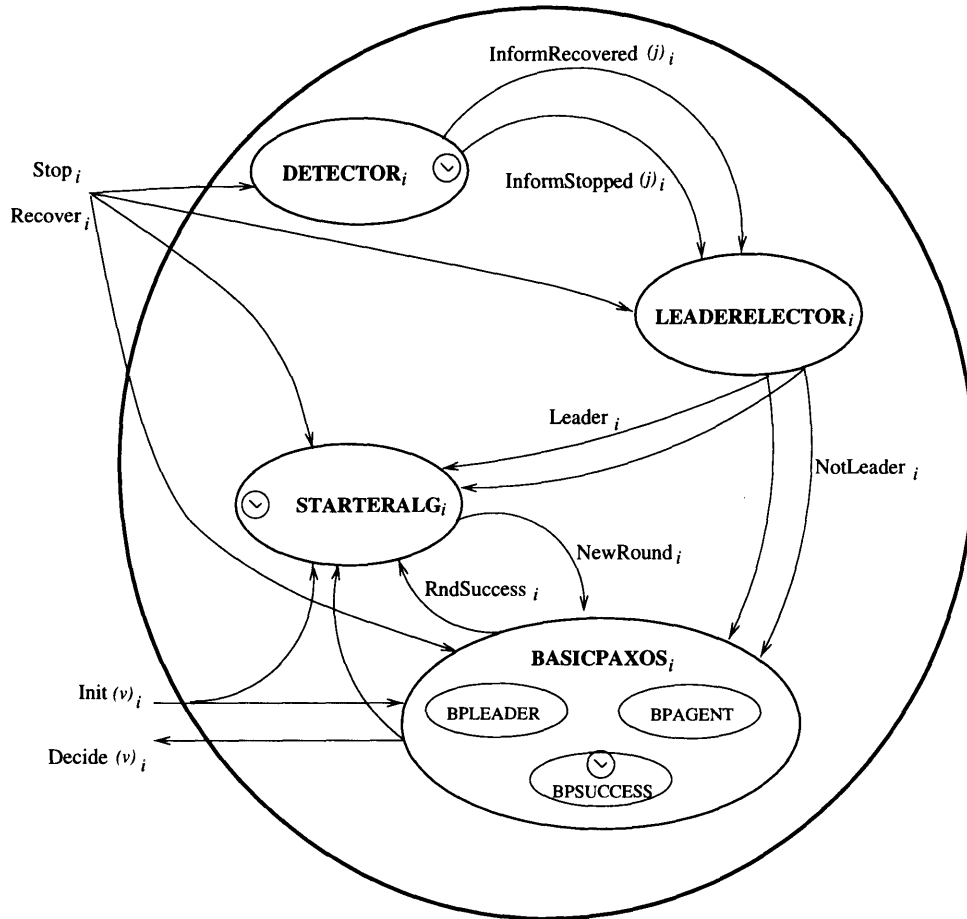 InformRecovered (j) i
DETECTOR i
InformStopped (j) i
Stop i
Recover i
LEADERELECTOR i
Leader i
NotLeader i
STARTERALG i
NewRound i
RndSuccess i
BASICPAXOS i
Init (v) i
BPLEADER
BPAGENT
Decide (v) i
BPSUCCESS